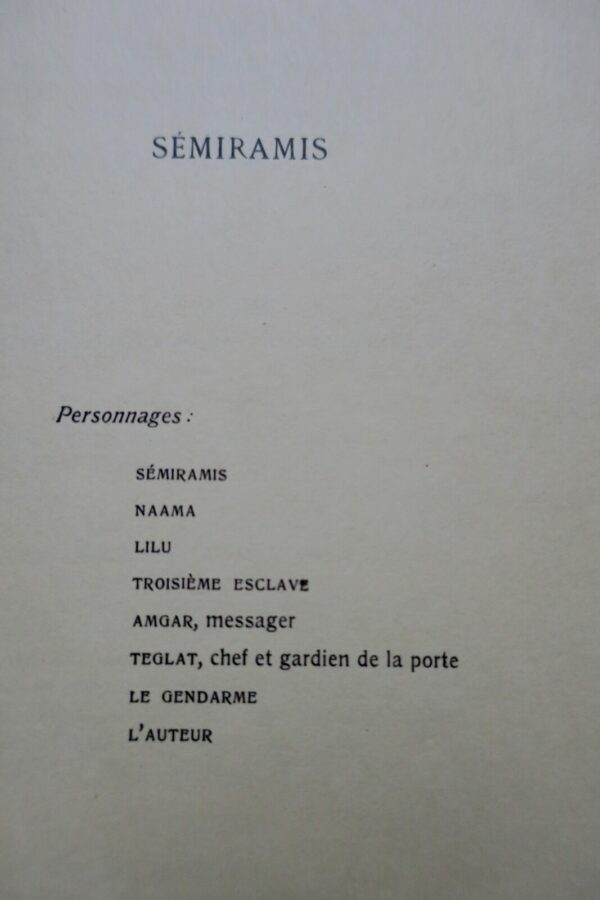 SÉMIRAMIS
Personnages :
SÉMIRAMIS
NAAMA
LILU
TROISIÈME ESCLAVE
AMGAR, messager
TEGLAT, chef et gardien de la porte
LE GENDARME
L'AUTEUR